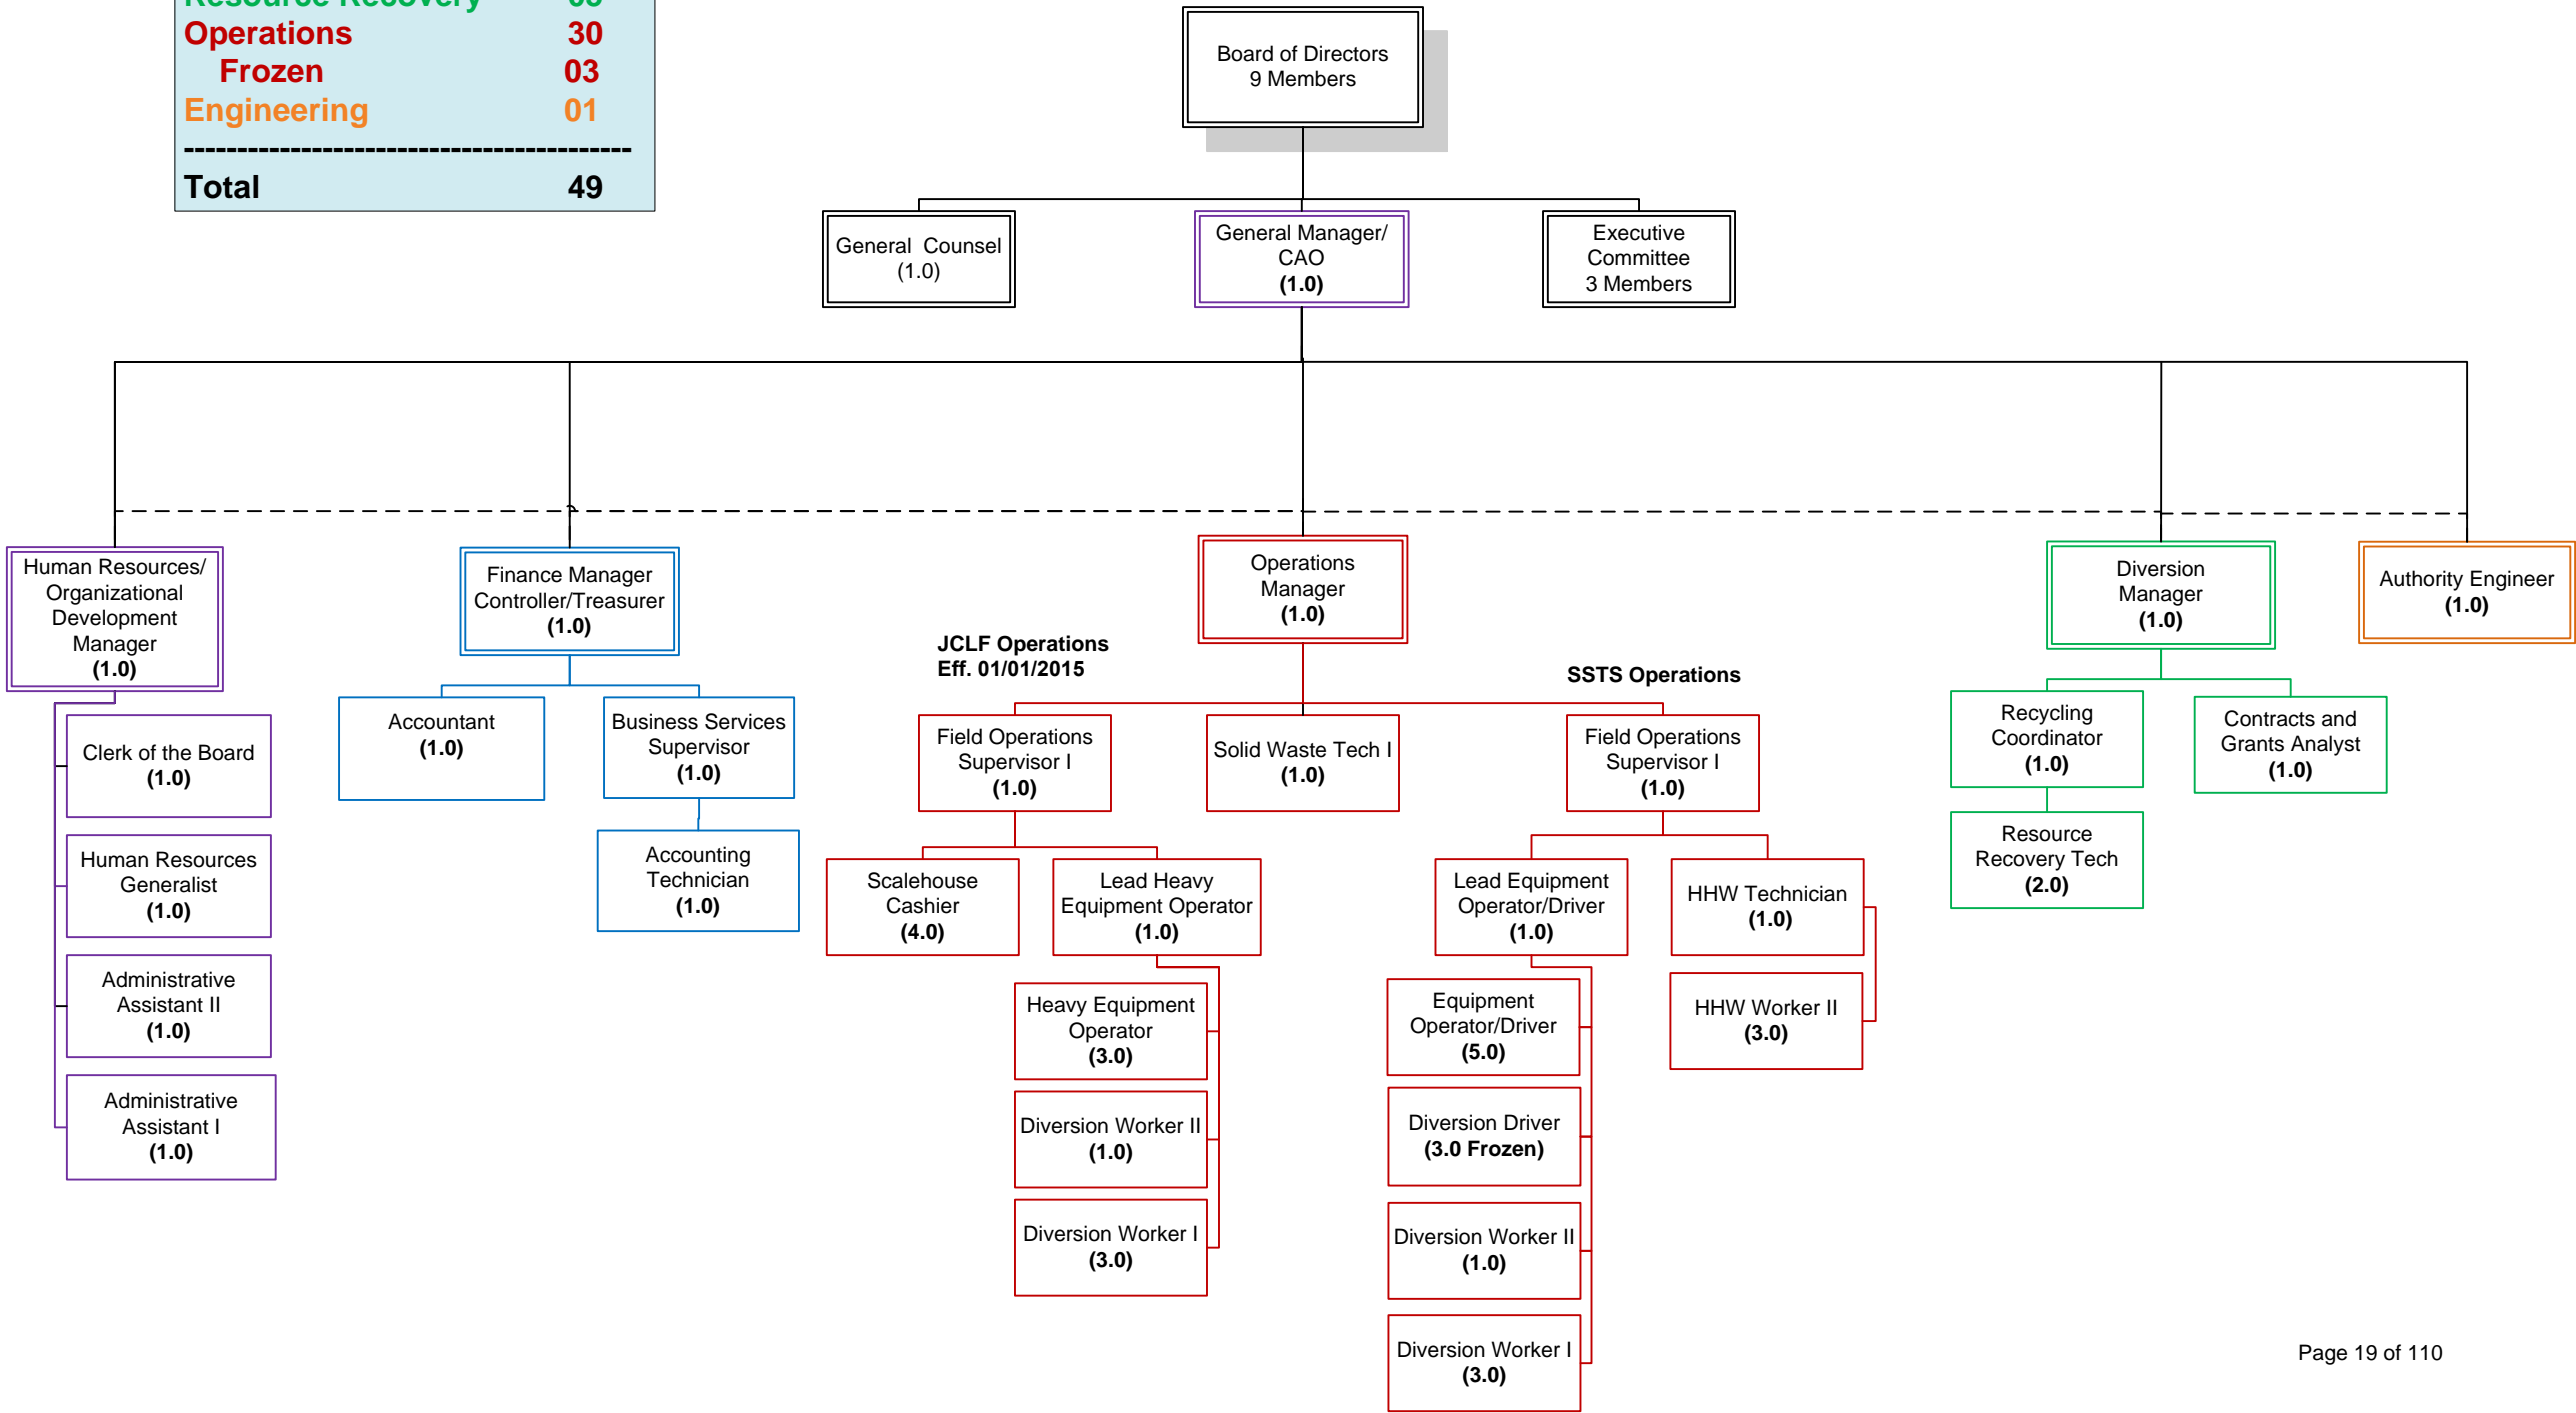 Resource Recovery 05
Operations 30
Frozen 03
Engineering 01
------------------------------------------
Total 49
Board of Directors
9 Members
General Counsel
(1.0)
General Manager/
CAO
(1.0)
Executive
Committee
3 Members
Human Resources/
Organizational
Development
Manager
(1.0)
Clerk of the Board
(1.0)
Human Resources
Generalist
(1.0)
Administrative
Assistant II
(1.0)
Administrative
Assistant I
(1.0)
Finance Manager
Controller/Treasurer
(1.0)
Accountant
(1.0)
Business Services
Supervisor
(1.0)
Accounting
Technician
(1.0)
Operations
Manager
(1.0)
JCLF Operations
Eff. 01/01/2015
SSTS Operations
Field Operations
Supervisor I
(1.0)
Solid Waste Tech I
(1.0)
Field Operations
Supervisor I
(1.0)
Scalehouse
Cashier
(4.0)
Lead Heavy
Equipment Operator
(1.0)
Heavy Equipment
Operator
(3.0)
Diversion Worker II
(1.0)
Diversion Worker I
(3.0)
Lead Equipment
Operator/Driver
(1.0)
HHW Technician
(1.0)
Equipment
Operator/Driver
(5.0)
HHW Worker II
(3.0)
Diversion Driver
(3.0 Frozen)
Diversion Worker II
(1.0)
Diversion Worker I
(3.0)
Diversion
Manager
(1.0)
Recycling
Coordinator
(1.0)
Contracts and
Grants Analyst
(1.0)
Resource
Recovery Tech
(2.0)
Authority Engineer
(1.0)
Page 19 of 110